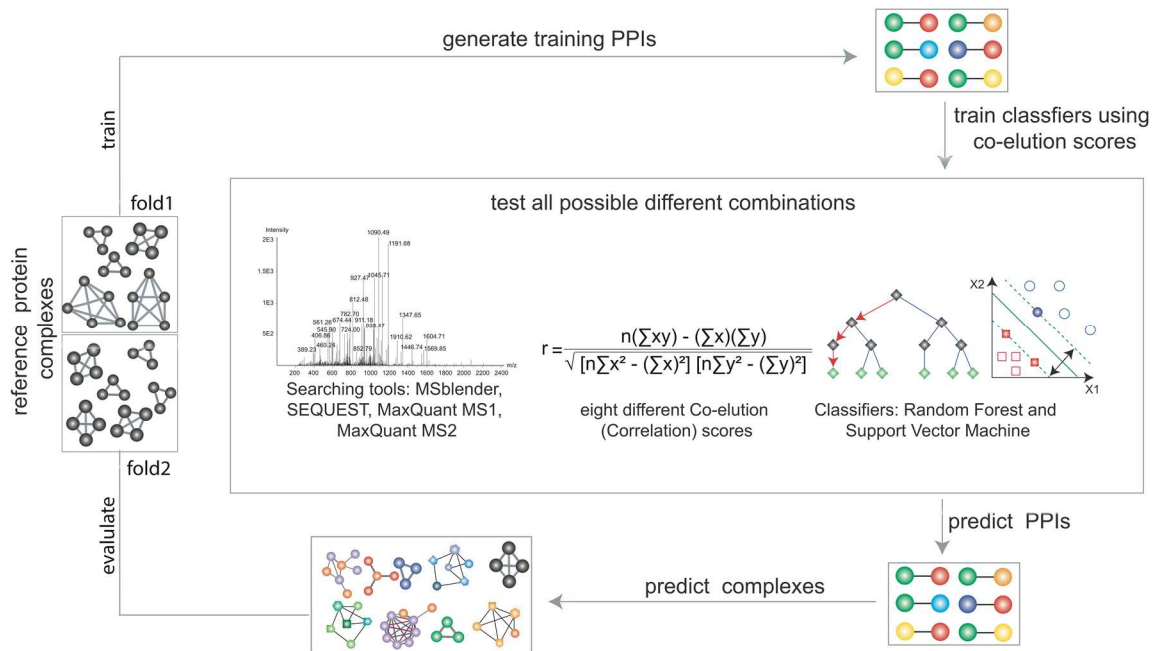 generate training PPIs
train
train classfiers using
co-elution scores
fold1
reference protein
complexes
fold2
evalulate
test all possible different combinations
Intensity
2E3
1.5E3
1E3
5E2
1090.49
1191.68
927.47
1045.71
812.48
782.70
1347.65
561.26
674.44
911.18
545.90
724.00
406.86
460.24
1910.62
1604.71
389.23
852.79
1446.74
1569.85
m/z
200 400 600 800 1000 1200 1400 1600 1800 2000 2200 2400
Searching tools: MSblender,
SEQUEST, MaxQuant MS1,
MaxQuant MS2
r = n(∑xy) - (∑x)(∑y)
√[n∑x² - (∑x)²] [n∑y² - (∑y)²]
eight different Co-elution
(Correlation) scores
X2
X1
Classifiers: Random Forest and
Support Vector Machine
predict PPIs
predict complexes